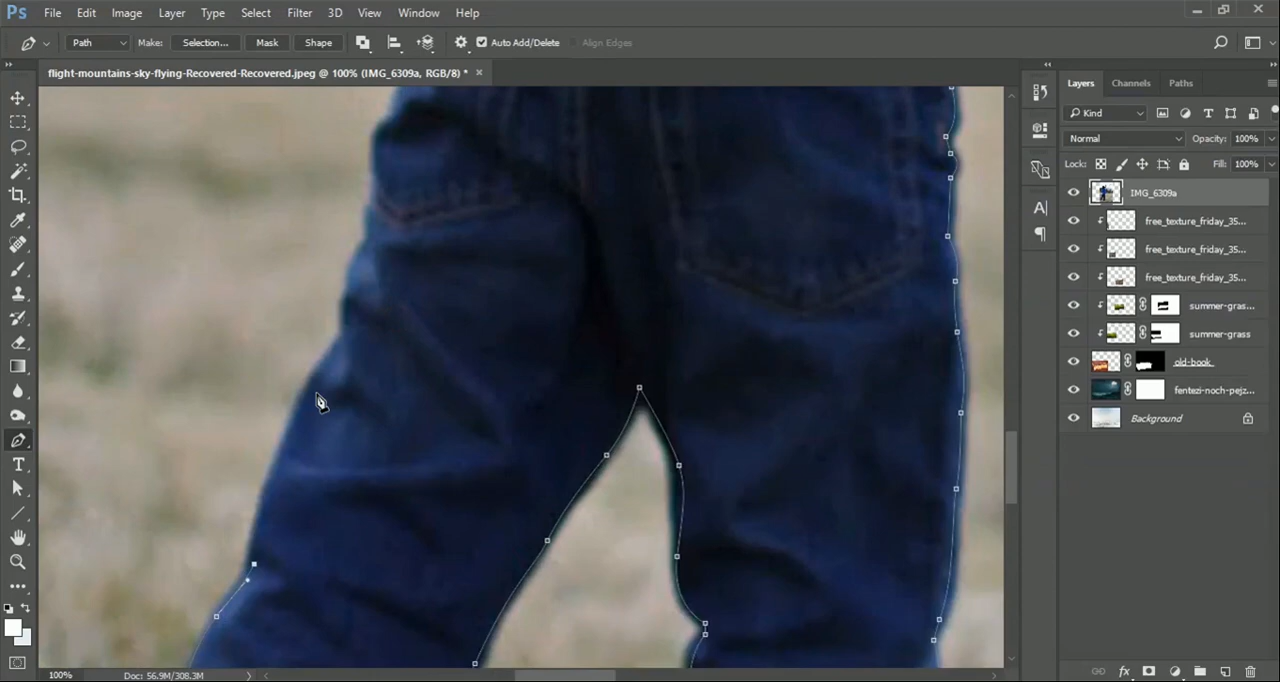 Ps File Edit Image Layer Type Select Filter 3D View Window Help
Path Make: Selection... Mask Shape Auto Add/Delete Align Edges
flight-mountains-sky-flying-Recovered-Recovered.jpeg @ 100% (IMG_6309a, RGB/8) *
Layers Channels Paths
Kind
Normal Opacity: 100%
Lock: Fill: 100%
IMG_6309a
free_texture_friday_35...
free_texture_friday_35...
free_texture_friday_35...
summer-gras...
summer-grass
old-book
fentezi-noch-pejz...
Background
100% Doc: 56.9M/308.3M